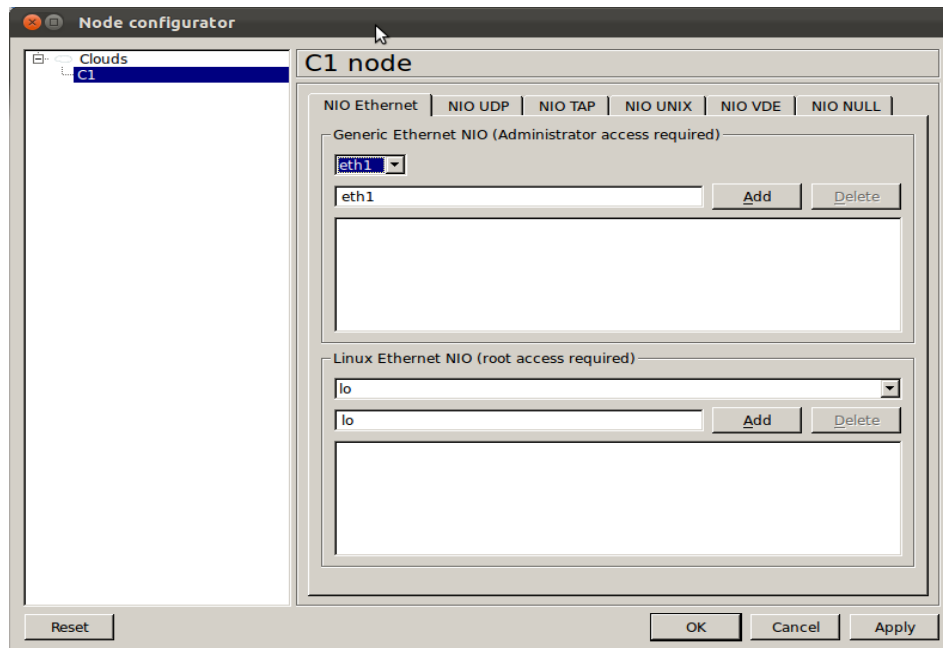 Node configurator
Clouds
C1
C1 node
NIO Ethernet NIO UDP NIO TAP NIO UNIX NIO VDE NIO NULL
Generic Ethernet NIO (Administrator access required)
eth1
eth1 Add Delete
Linux Ethernet NIO (root access required)
lo
lo Add Delete
Reset OK Cancel Apply